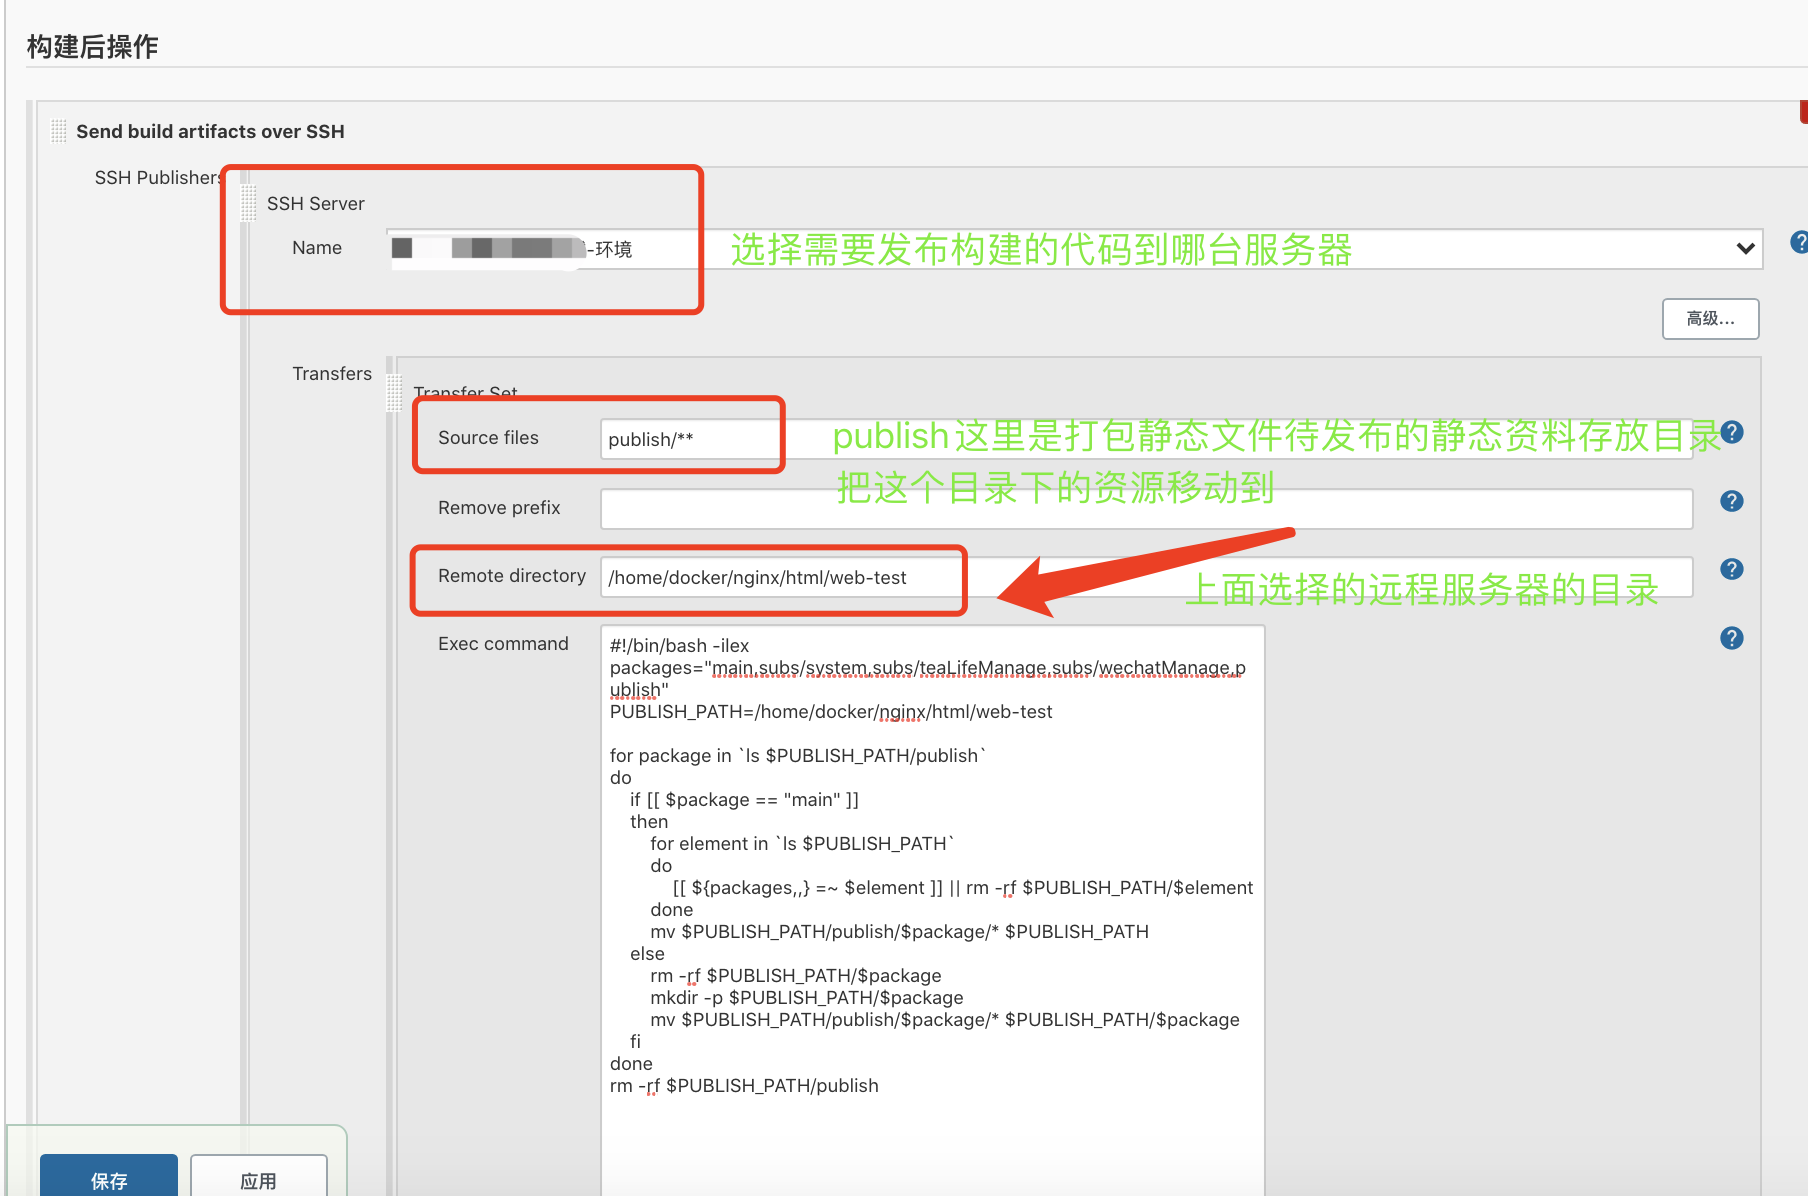 构建后操作
Send build artifacts over SSH
SSH Publishers
SSH Server
Name
-环境
选择需要发布构建的代码到哪台服务器
高级...
Transfers
Transfer Set
Source files
publish/**
publish这里是打包静态文件待发布的静态资料存放目录
把这个目录下的资源移动到
Remove prefix
Remote directory
/home/docker/nginx/html/web-test
上面选择的远程服务器的目录
Exec command
#!/bin/bash -ilex
packages="main,subs/system,subs/teaLifeManage,subs/wechatManage,p
ublish"
PUBLISH_PATH=/home/docker/nginx/html/web-test
for package in `ls $PUBLISH_PATH/publish`
do
if [[ $package == "main" ]]
then
for element in `ls $PUBLISH_PATH`
do
[[ ${packages,,} =~ $element ]] || rm -rf $PUBLISH_PATH/$element
done
mv $PUBLISH_PATH/publish/$package/* $PUBLISH_PATH
else
rm -rf $PUBLISH_PATH/$package
mkdir -p $PUBLISH_PATH/$package
mv $PUBLISH_PATH/publish/$package/* $PUBLISH_PATH/$package
fi
done
rm -rf $PUBLISH_PATH/publish
保存
应用